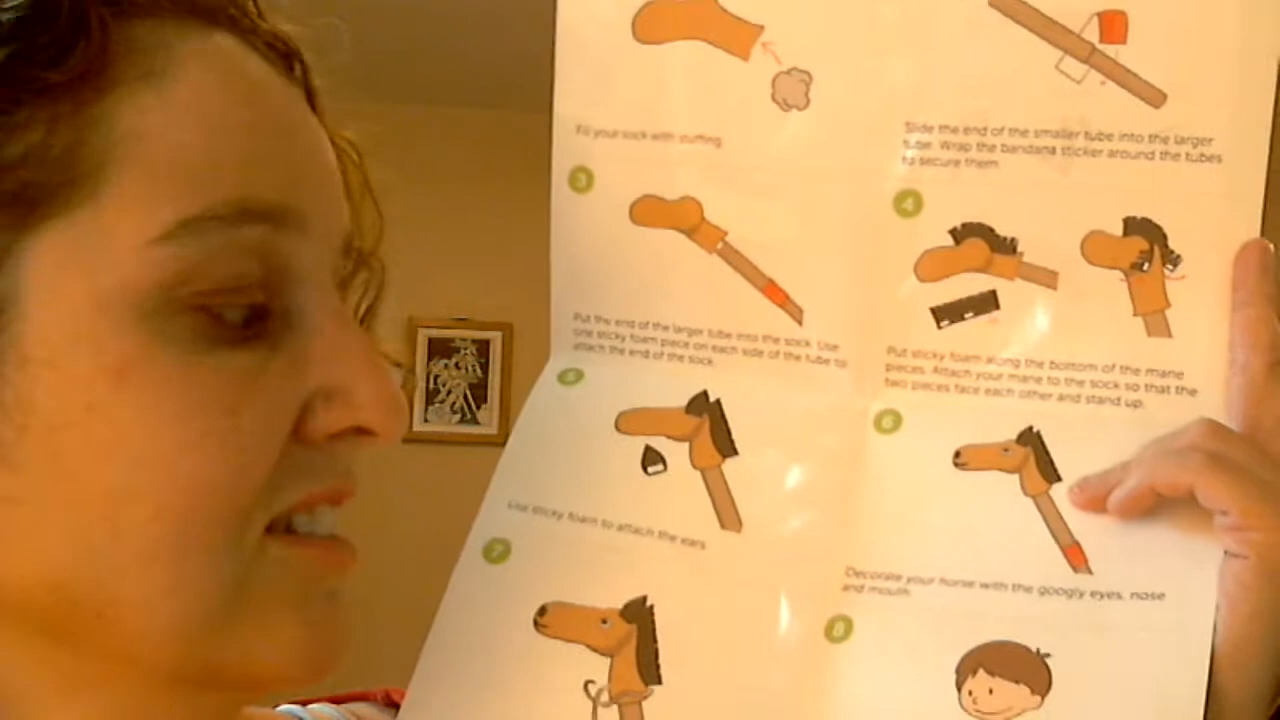 Fill your sock with stuffing
Slide the end of the smaller tube into the larger
tube. Wrap the bandana sticker around the tubes
to secure them
3
Put the end of the larger tube into the sock. Use
one sticky foam piece on each side of the tube to
attach the end of the sock.
4
Put sticky foam along the bottom of the mane
pieces. Attach your mane to the sock so that the
two pieces face each other and stand up.
5
Use sticky foam to attach the ears
6
Decorate your horse with the googly eyes, nose
and mouth.
7
8